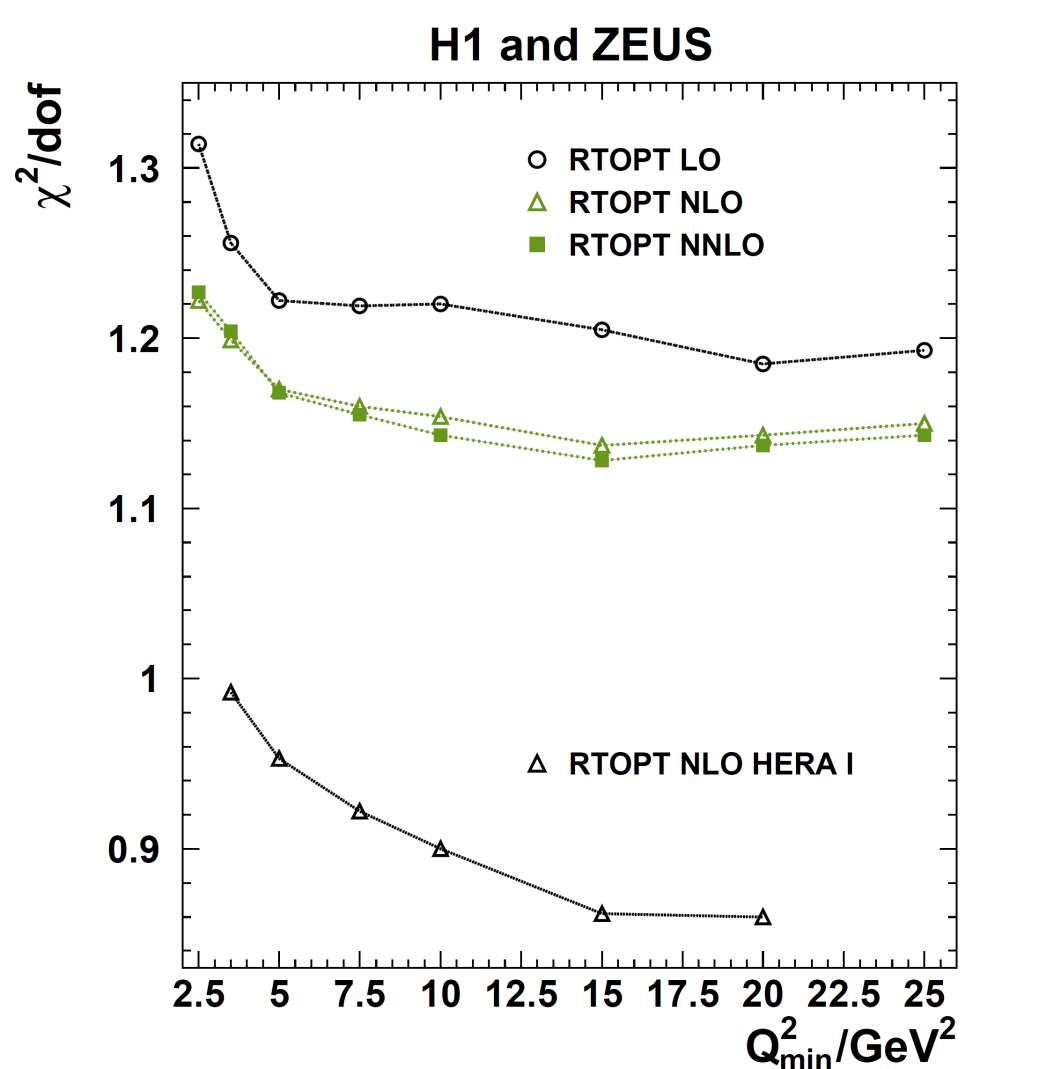 H1 and ZEUS
χ²/dof
1.3
1.2
1.1
1
0.9
RTOPT LO
RTOPT NLO
RTOPT NNLO
RTOPT NLO HERA I
2.5 5 7.5 10 12.5 15 17.5 20 22.5 25
Q²min/GeV²